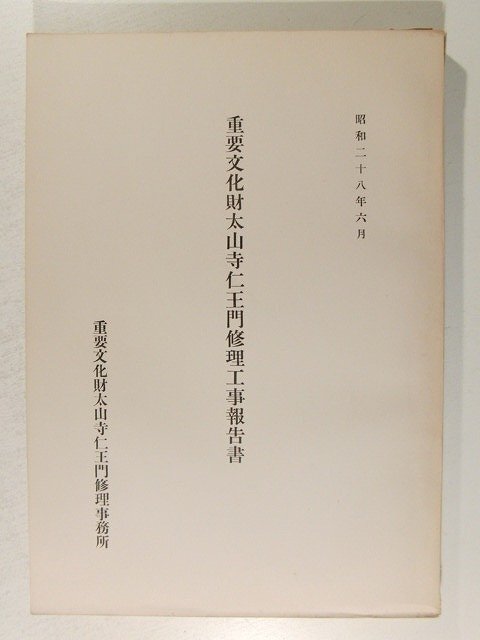 昭和二十八年六月
重要文化財太山寺仁王門修理工事報告書
重要文化財太山寺仁王門修理事務所